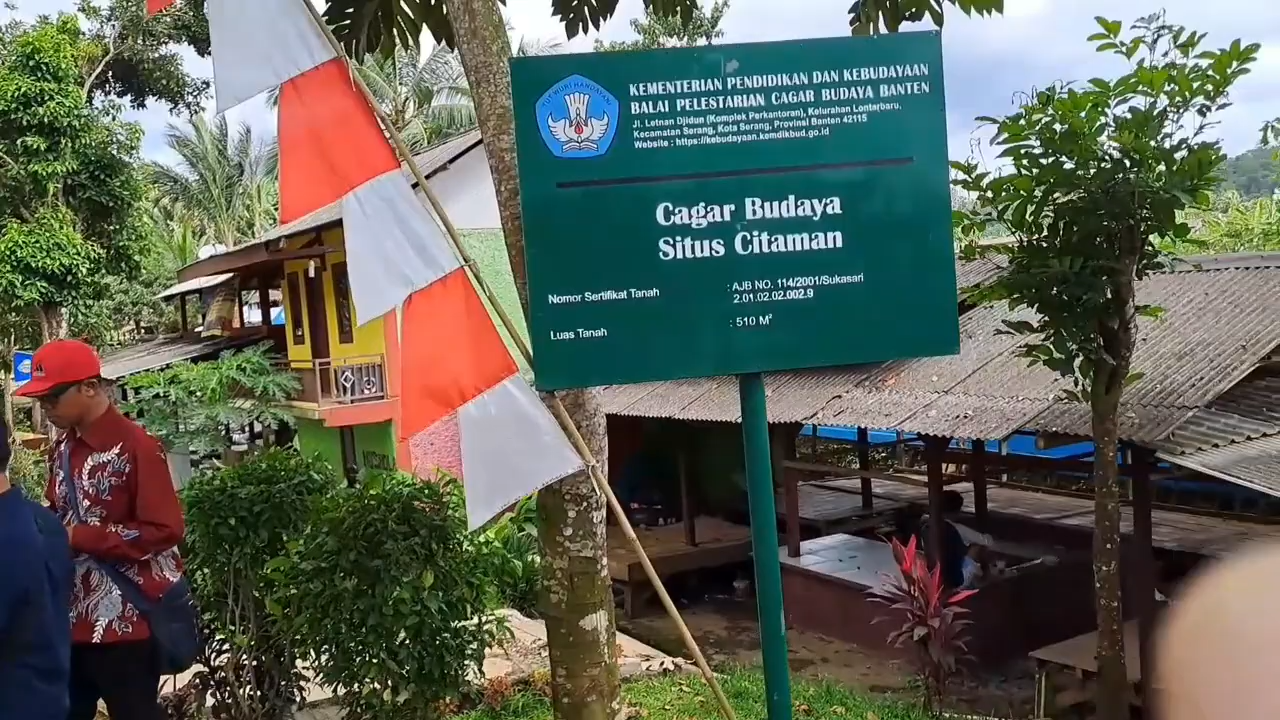 TUT WURI HANDAYANI
KEMENTERIAN PENDIDIKAN DAN KEBUDAYAAN
BALAI PELESTARIAN CAGAR BUDAYA BANTEN
Jl. Letnan Djidun (Komplek Perkantoran), Kelurahan Lontarbaru,
Kecamatan Serang, Kota Serang, Provinsi Banten 42115
Website : https://kebudayaan.kemdikbud.go.id
Cagar Budaya
Situs Citaman
Nomor Sertifikat Tanah : AJB NO. 114/2001/Sukasari
2.01.02.02.002.9
Luas Tanah : 510 M²